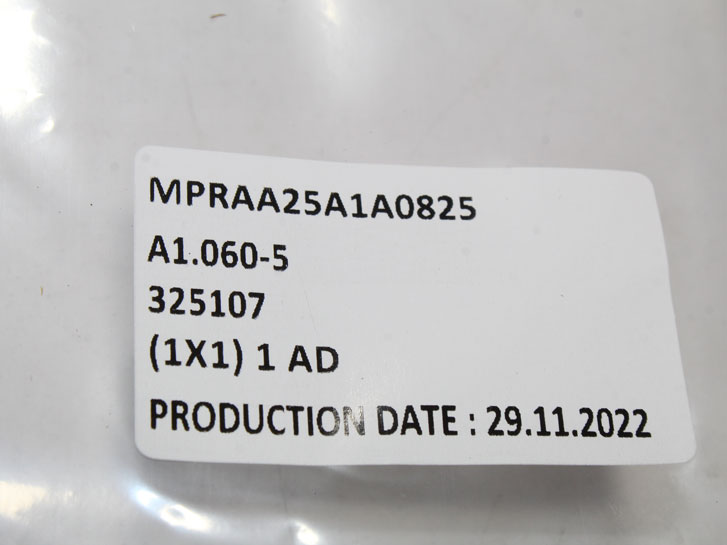 MPRAA25A1A0825
A1.060-5
325107
(1X1) 1 AD
PRODUCTION DATE : 29.11.2022